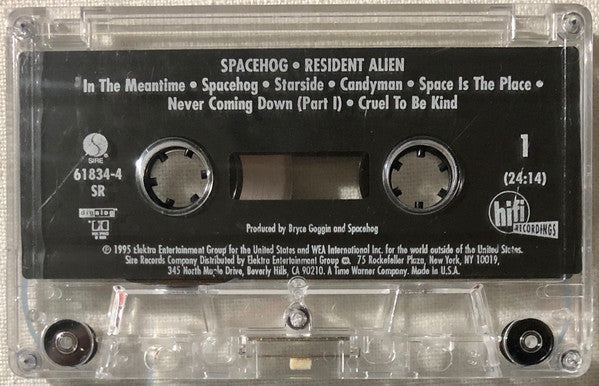 SPACEHOG • RESIDENT ALIEN
In The Meantime • Spacehog • Starside • Candyman • Space Is The Place •
Never Coming Down (Part I) • Cruel To Be Kind
SIRE
61834-4
SR
digalog
1
(24:14)
hifi
RECORDINGS
Produced by Bryce Goggin and Spacehog
℗ 1995 Elektra Entertainment Group for the United States and WEA International Inc. for the world outside of the United States.
Sire Records Company Distributed by Elektra Entertainment Group, 75 Rockefeller Plaza, New York, NY 10019,
345 North Maple Drive, Beverly Hills, CA 90210. A Time Warner Company. Made in U.S.A.